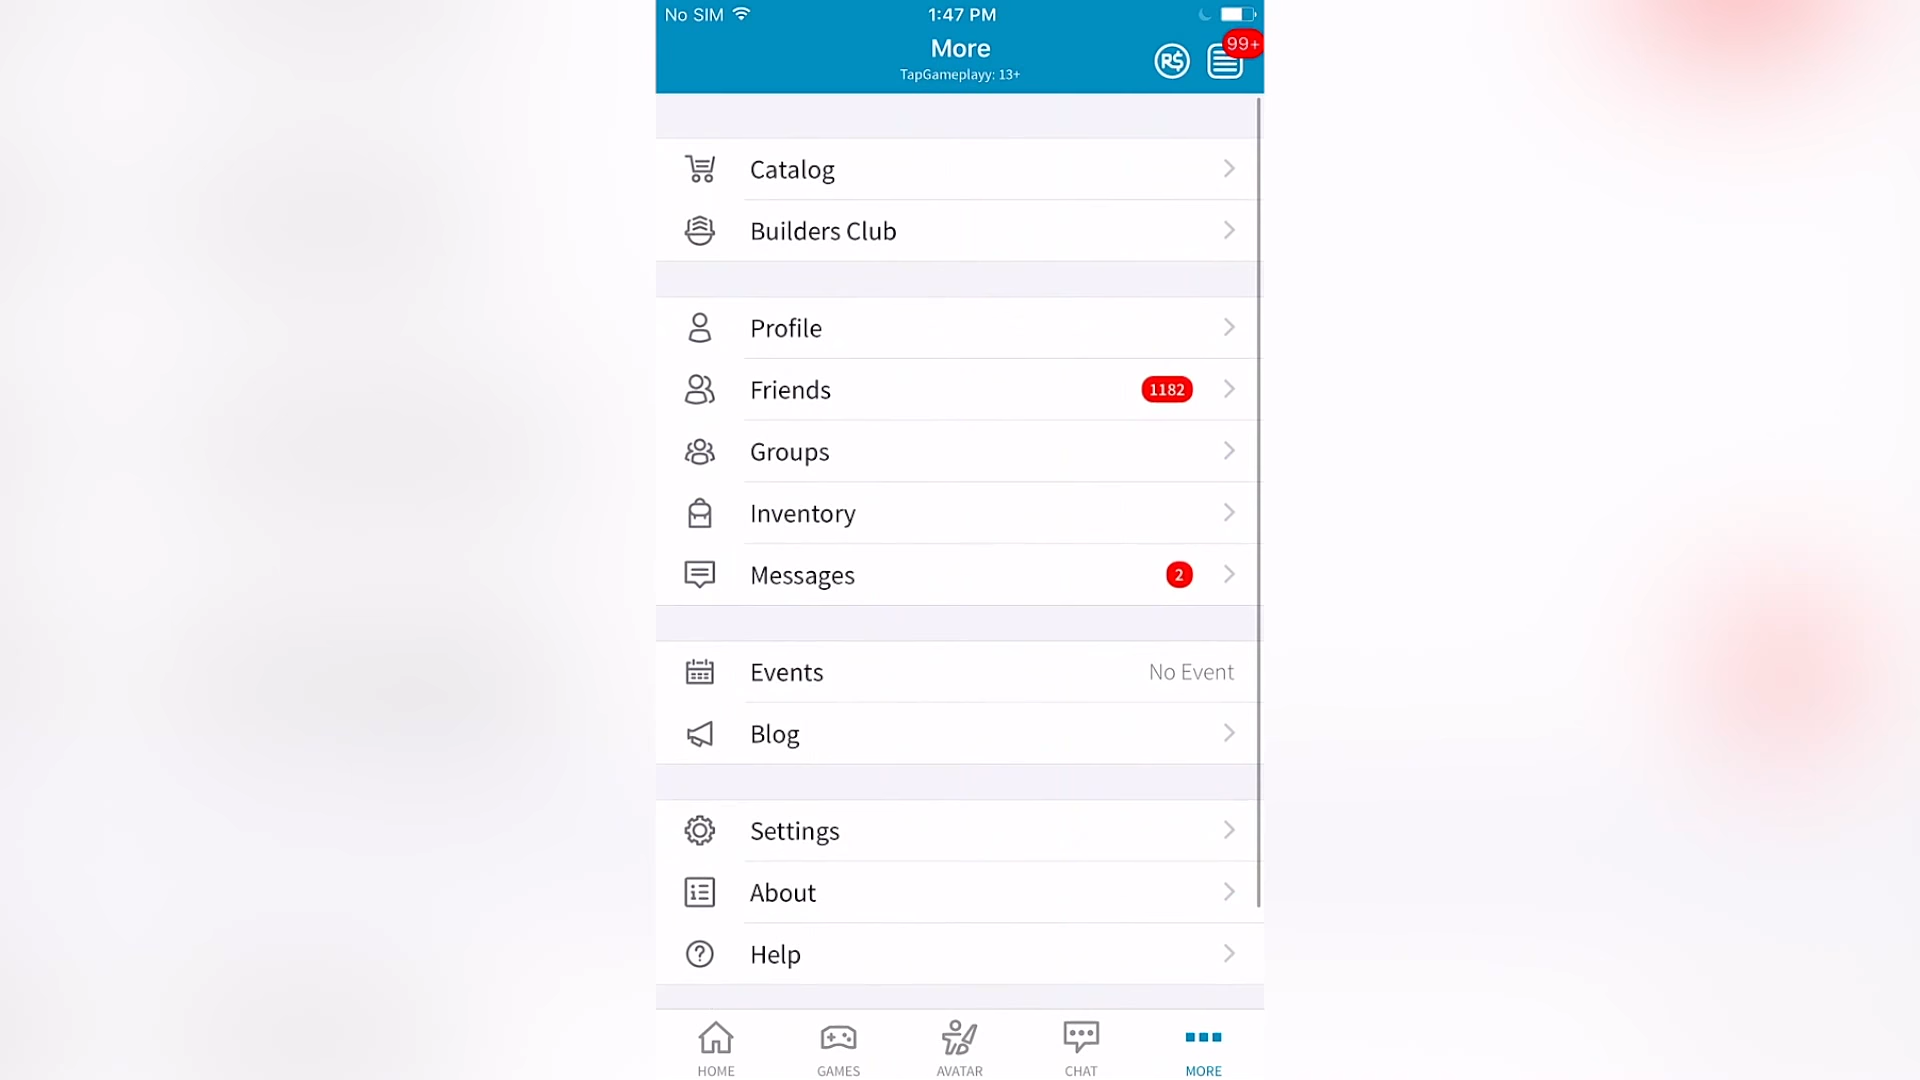 No SIM
1:47 PM
More
TapGameplayy: 13+
R$
99+
Catalog
Builders Club
Profile
Friends
1182
Groups
Inventory
Messages
2
Events
No Event
Blog
Settings
About
Help
HOME
GAMES
AVATAR
CHAT
MORE